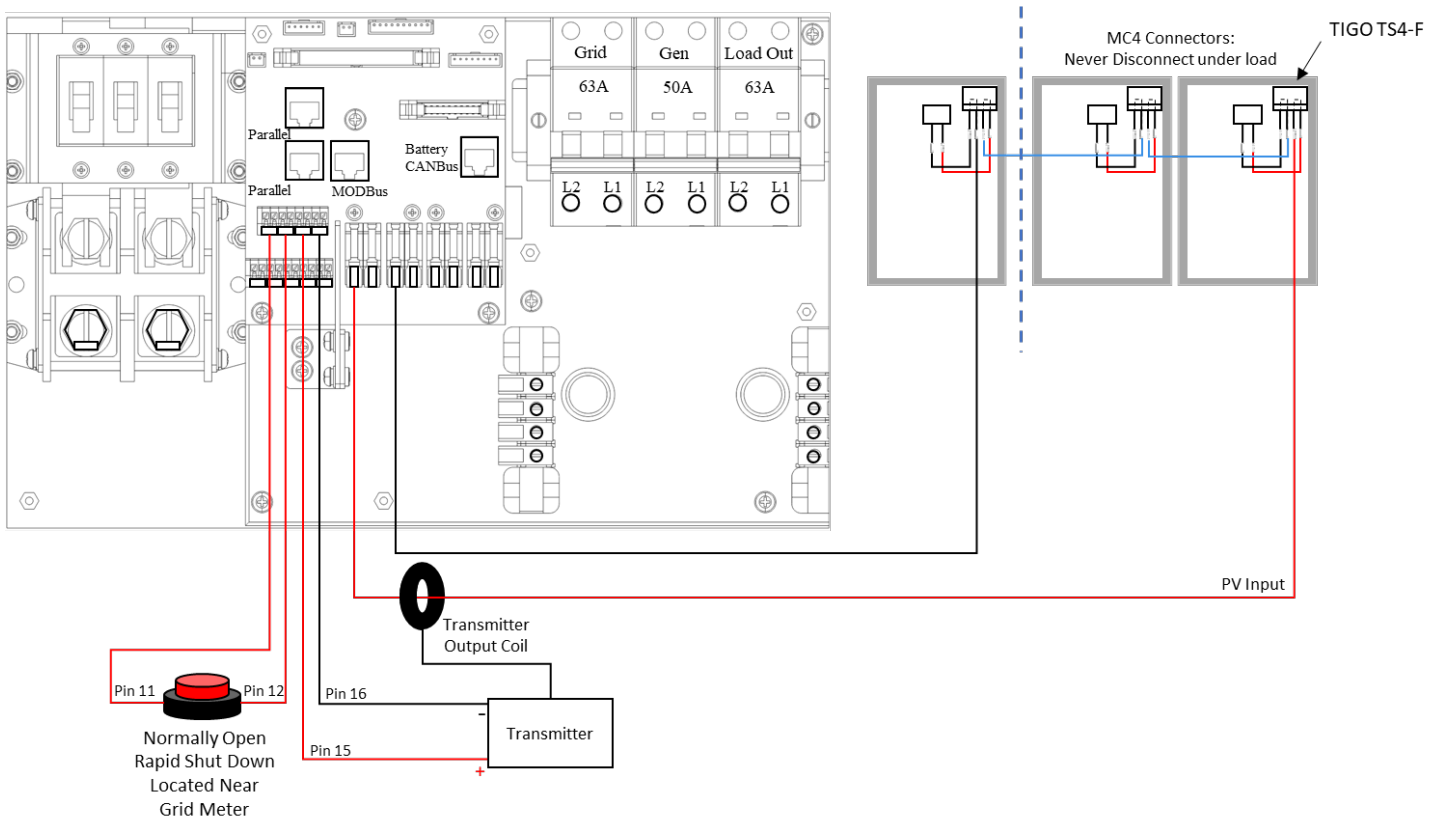 TIGO TS4-F
MC4 Connectors:
Never Disconnect under load
Grid
Gen
Load Out
63A
50A
63A
Parallel
Battery
CANBus
Parallel
MODBus
L2
L1
L2
L1
L2
L1
PV Input
Transmitter
Output Coil
Pin 11
Pin 12
Pin 16
-
Transmitter
Pin 15
+
Normally Open
Rapid Shut Down
Located Near
Grid Meter